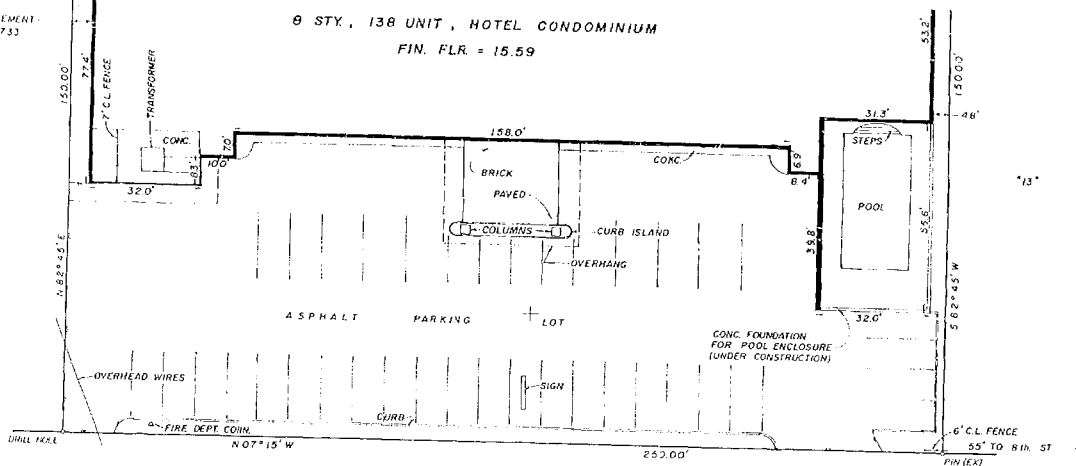 EMENT
733
8 STY., 138 UNIT, HOTEL CONDOMINIUM
FIN. FLR. = 15.59
53.2'
150.00'
77.4'
150.00'
7' C.L. FENCE
TRANSFORMER
CONC.
8.3'
10.0'
7.0'
32.0'
158.0'
CONC.
BRICK
PAVED
COLUMNS
CURB ISLAND
OVERHANG
6.9'
8.4'
31.3'
.48'
STEPS
POOL
55.6'
39.8'
32.0'
"13"
N 82° 45' E
S 82° 45' W
ASPHALT PARKING LOT
CONC. FOUNDATION
FOR POOL ENCLOSURE
(UNDER CONSTRUCTION)
OVERHEAD WIRES
SIGN
CURB
FIRE DEPT. CONN.
DRILL HOLE
N 07° 15' W
250.00'
6' C.L. FENCE
55' TO 8th. ST
PIN (EX)